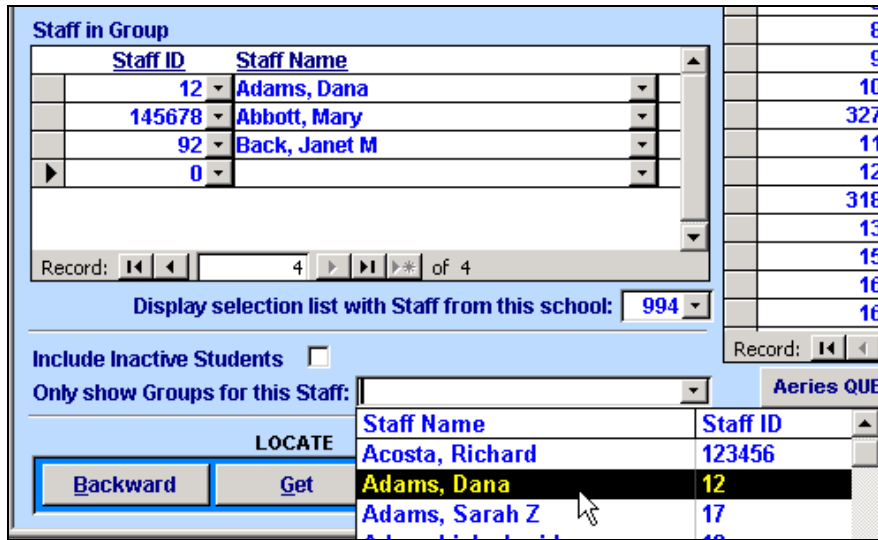 Staff in Group
Staff ID Staff Name
12 Adams, Dana
145678 Abbott, Mary
92 Back, Janet M
0
Record: 4 of 4
Display selection list with Staff from this school: 994
Include Inactive Students
Only show Groups for this Staff:
Staff Name Staff ID
Acosta, Richard 123456
Adams, Dana 12
Adams, Sarah Z 17
LOCATE
Backward Get
8
9
10
327
11
12
318
13
15
16
16
Record:
Aeries QUE